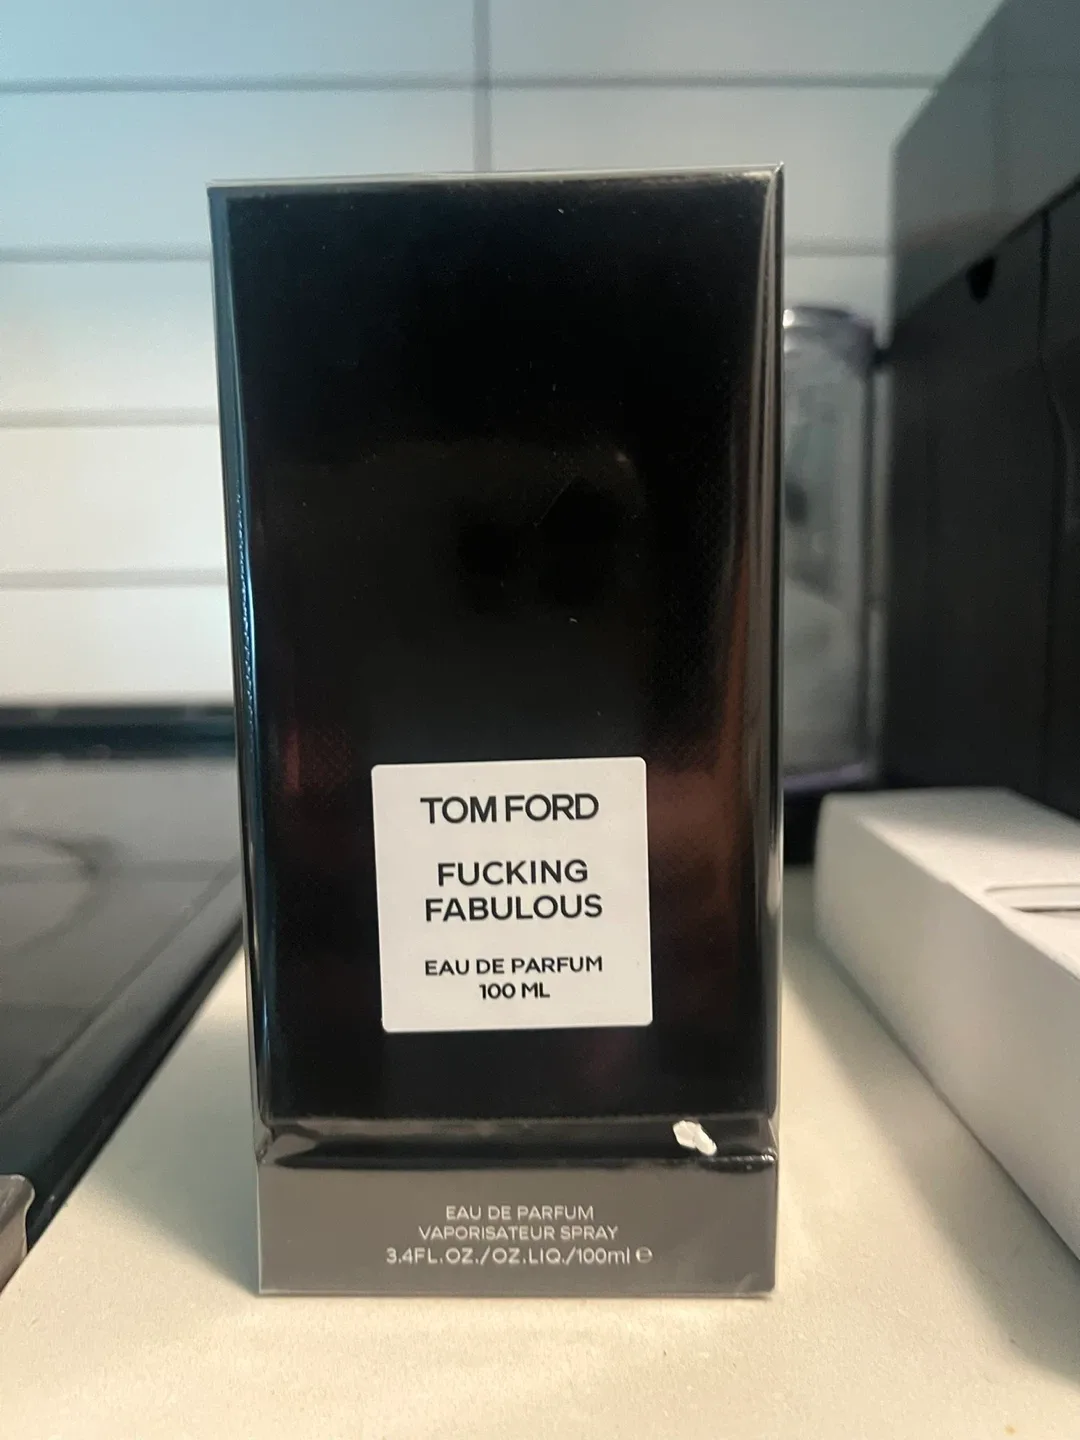 TOM FORD
FUCKING
FABULOUS
EAU DE PARFUM
100 ML
EAU DE PARFUM
VAPORISATEUR SPRAY
3.4FL.OZ./OZ.LIQ./100ml ℮